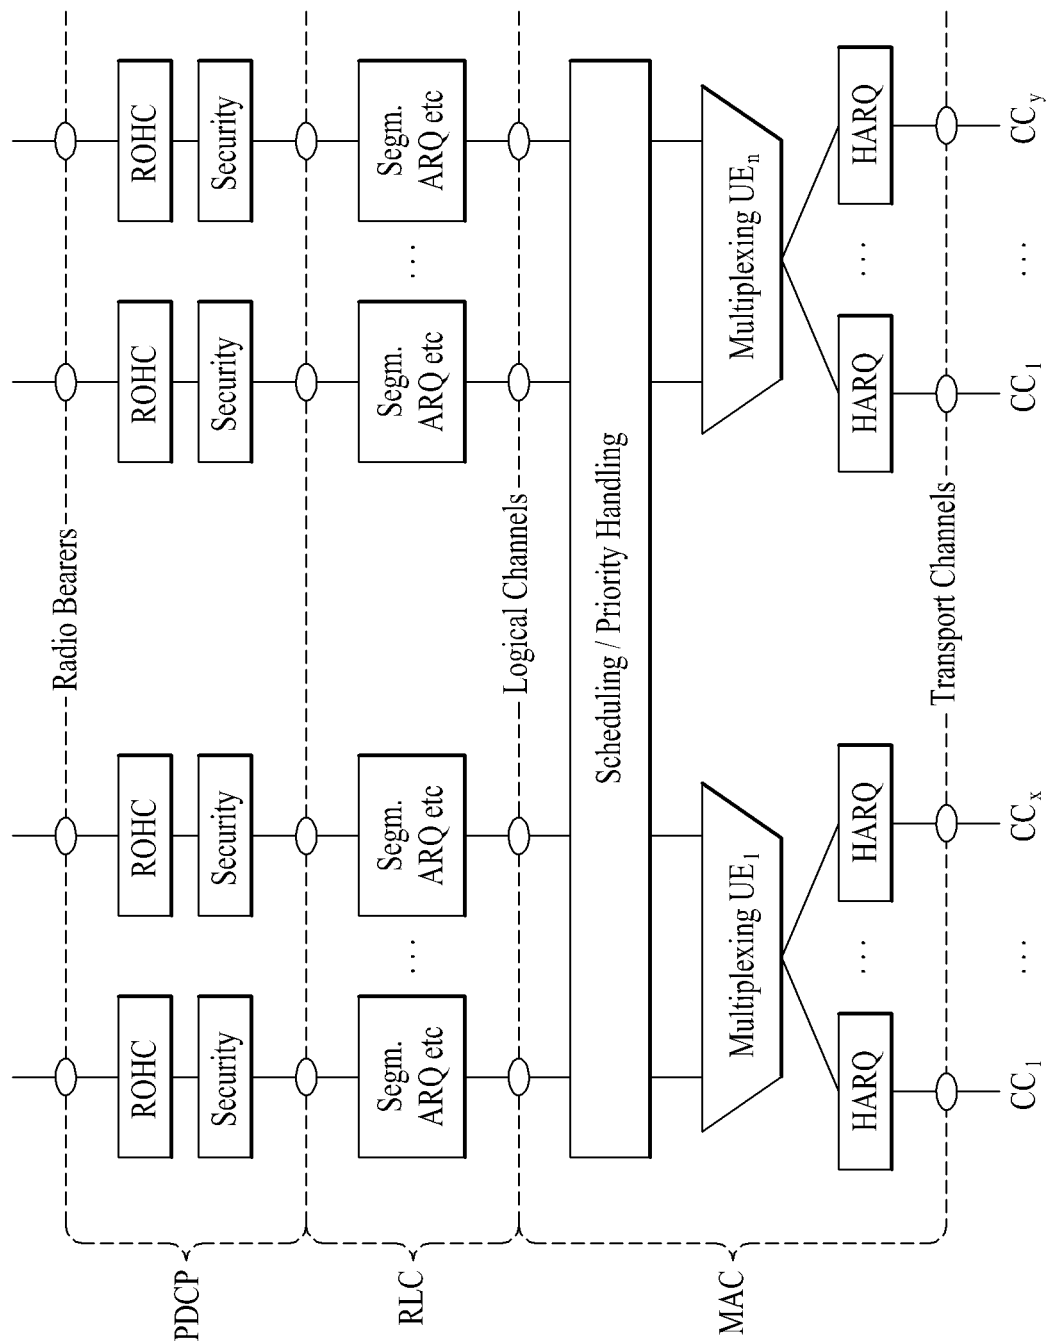 Radio Bearers
PDCP
ROHC
ROHC
ROHC
ROHC
Security
Security
Security
Security
RLC
Segm.
ARQ etc
...
Segm.
ARQ etc
Segm.
ARQ etc
...
Segm.
ARQ etc
Logical Channels
MAC
Scheduling / Priority Handling
Multiplexing UE1
Multiplexing UEn
HARQ
...
HARQ
HARQ
...
HARQ
Transport Channels
CC1
...
CCx
CC1
...
CCy